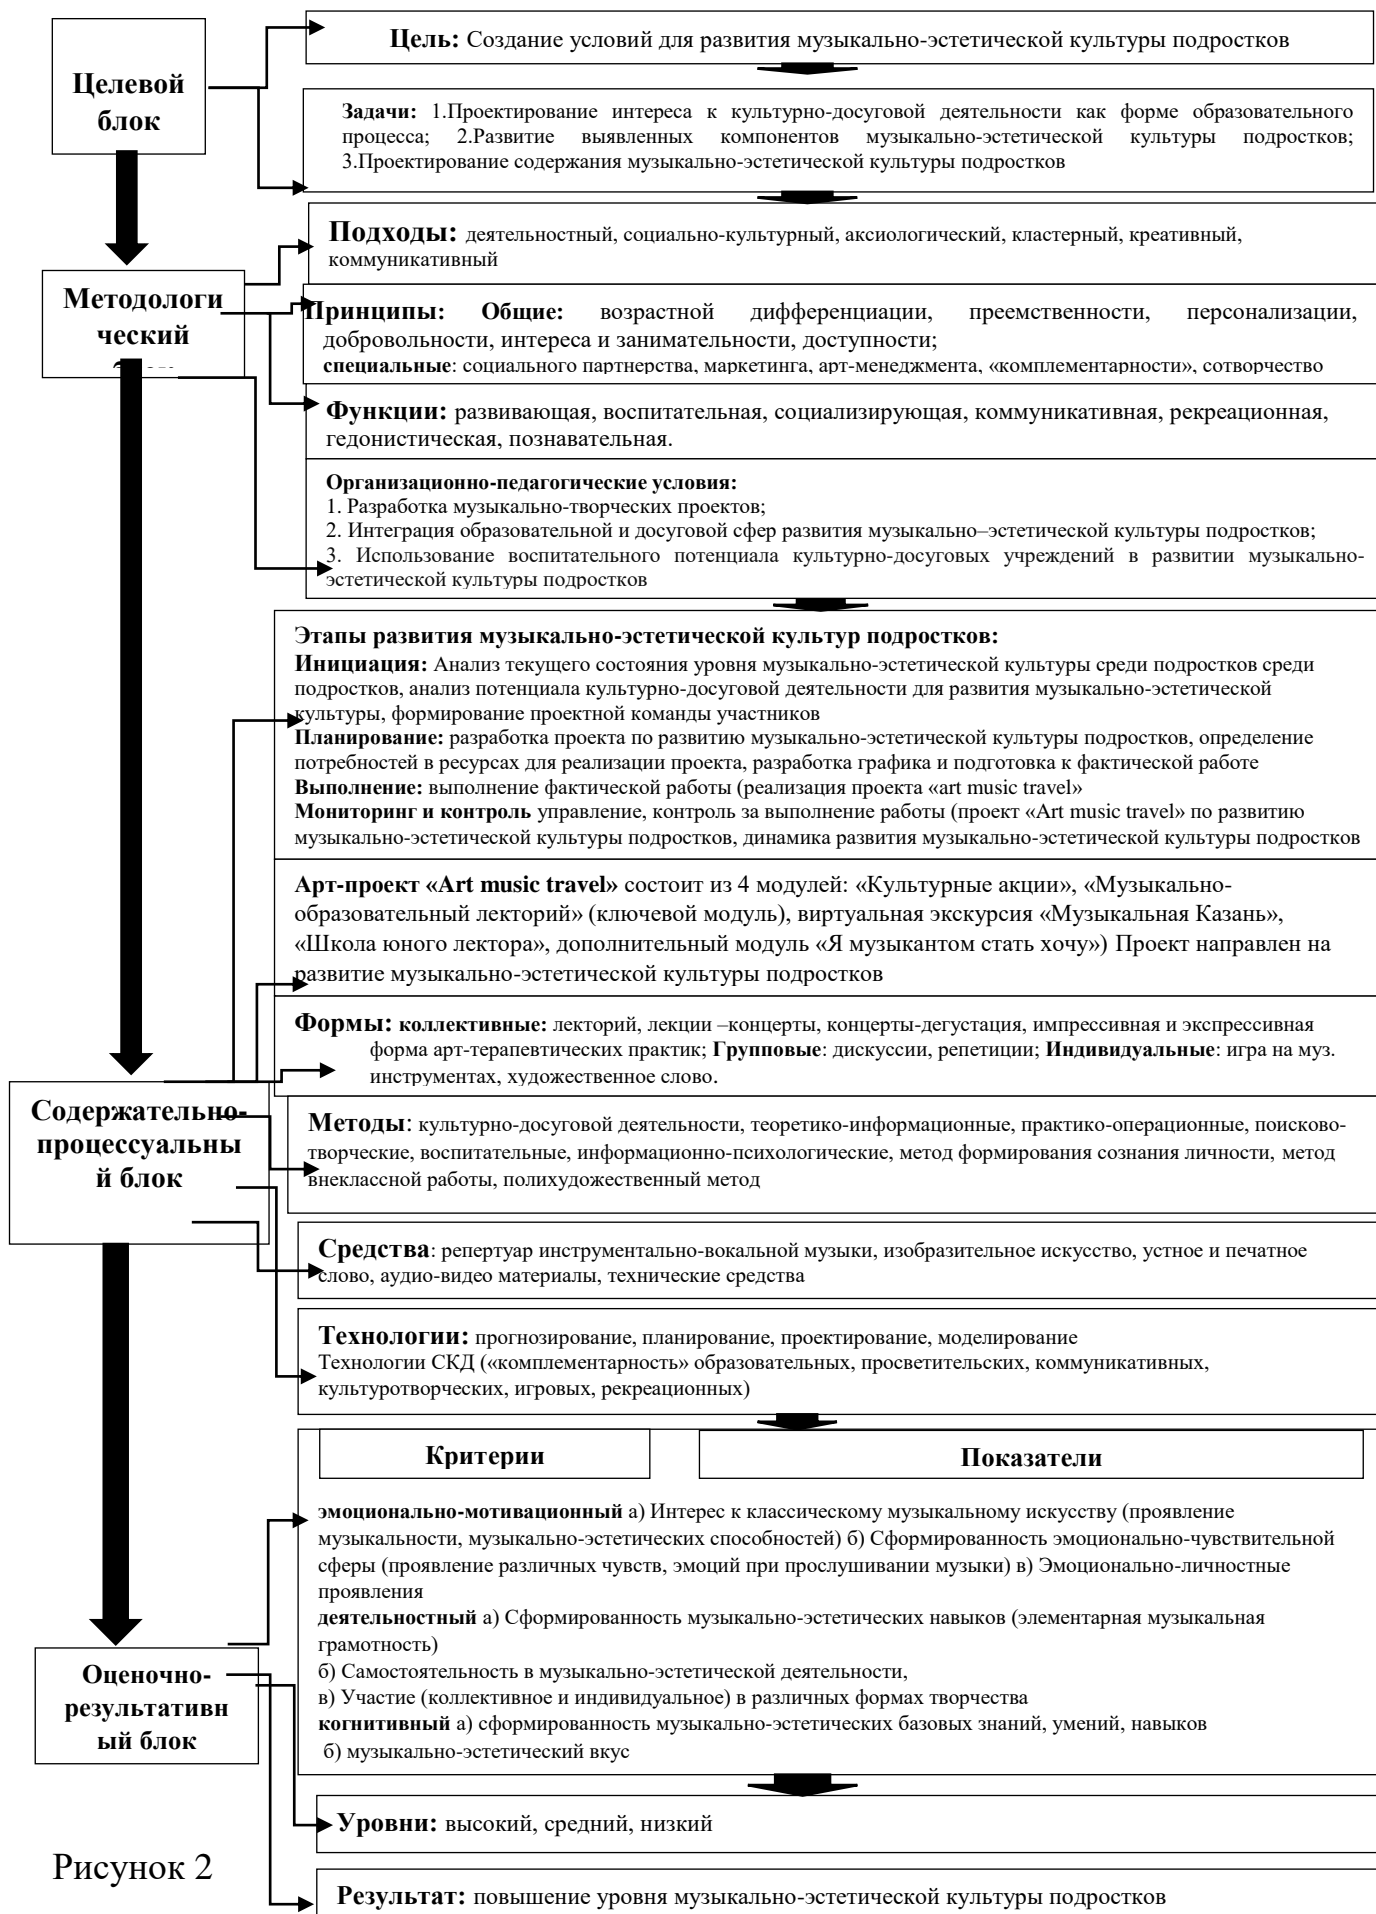 Целевой
блок
Цель: Создание условий для развития музыкально-эстетической культуры подростков
Задачи: 1.Проектирование интереса к культурно-досуговой деятельности как форме образовательного
процесса; 2.Развитие выявленных компонентов музыкально-эстетической культуры подростков;
3.Проектирование содержания музыкально-эстетической культуры подростков
Методологи
ческий
Подходы: деятельностный, социально-культурный, аксиологический, кластерный, креативный,
коммуникативный
Принципы: Общие: возрастной дифференциации, преемственности, персонализации,
добровольности, интереса и занимательности, доступности;
специальные: социального партнерства, маркетинга, арт-менеджмента, «комплементарности», сотворчество
Функции: развивающая, воспитательная, социализирующая, коммуникативная, рекреационная,
гедонистическая, познавательная.
Организационно-педагогические условия:
1. Разработка музыкально-творческих проектов;
2. Интеграция образовательной и досуговой сфер развития музыкально–эстетической культуры подростков;
3. Использование воспитательного потенциала культурно-досуговых учреждений в развитии музыкально-
эстетической культуры подростков
Этапы развития музыкально-эстетической культур подростков:
Инициация: Анализ текущего состояния уровня музыкально-эстетической культуры среди подростков среди
подростков, анализ потенциала культурно-досуговой деятельности для развития музыкально-эстетической
культуры, формирование проектной команды участников
Планирование: разработка проекта по развитию музыкально-эстетической культуры подростков, определение
потребностей в ресурсах для реализации проекта, разработка графика и подготовка к фактической работе
Выполнение: выполнение фактической работы (реализация проекта «art music travel»
Мониторинг и контроль управление, контроль за выполнение работы (проект «Art music travel» по развитию
музыкально-эстетической культуры подростков, динамика развития музыкально-эстетической культуры подростков
Арт-проект «Art music travel» состоит из 4 модулей: «Культурные акции», «Музыкально-
образовательный лекторий» (ключевой модуль), виртуальная экскурсия «Музыкальная Казань»,
«Школа юного лектора», дополнительный модуль «Я музыкантом стать хочу») Проект направлен на
развитие музыкально-эстетической культуры подростков
Формы: коллективные: лекторий, лекции –концерты, концерты-дегустация, импрессивная и экспрессивная
форма арт-терапевтических практик; Групповые: дискуссии, репетиции; Индивидуальные: игра на муз.
инструментах, художественное слово.
Содержательно-
процессуальны
й блок
Методы: культурно-досуговой деятельности, теоретико-информационные, практико-операционные, поисково-
творческие, воспитательные, информационно-психологические, метод формирования сознания личности, метод
внеклассной работы, полихудожественный метод
Средства: репертуар инструментально-вокальной музыки, изобразительное искусство, устное и печатное
слово, аудио-видео материалы, технические средства
Технологии: прогнозирование, планирование, проектирование, моделирование
Технологии СКД («комплементарность» образовательных, просветительских, коммуникативных,
культуротворческих, игровых, рекреационных)
Критерии
Показатели
эмоционально-мотивационный а) Интерес к классическому музыкальному искусству (проявление
музыкальности, музыкально-эстетических способностей) б) Сформированность эмоционально-чувствительной
сферы (проявление различных чувств, эмоций при прослушивании музыки) в) Эмоционально-личностные
проявления
деятельностный а) Сформированность музыкально-эстетических навыков (элементарная музыкальная
грамотность)
б) Самостоятельность в музыкально-эстетической деятельности,
в) Участие (коллективное и индивидуальное) в различных формах творчества
когнитивный а) сформированность музыкально-эстетических базовых знаний, умений, навыков
б) музыкально-эстетический вкус
Оценочно-
результативн
ый блок
Уровни: высокий, средний, низкий
Рисунок 2
Результат: повышение уровня музыкально-эстетической культуры подростков